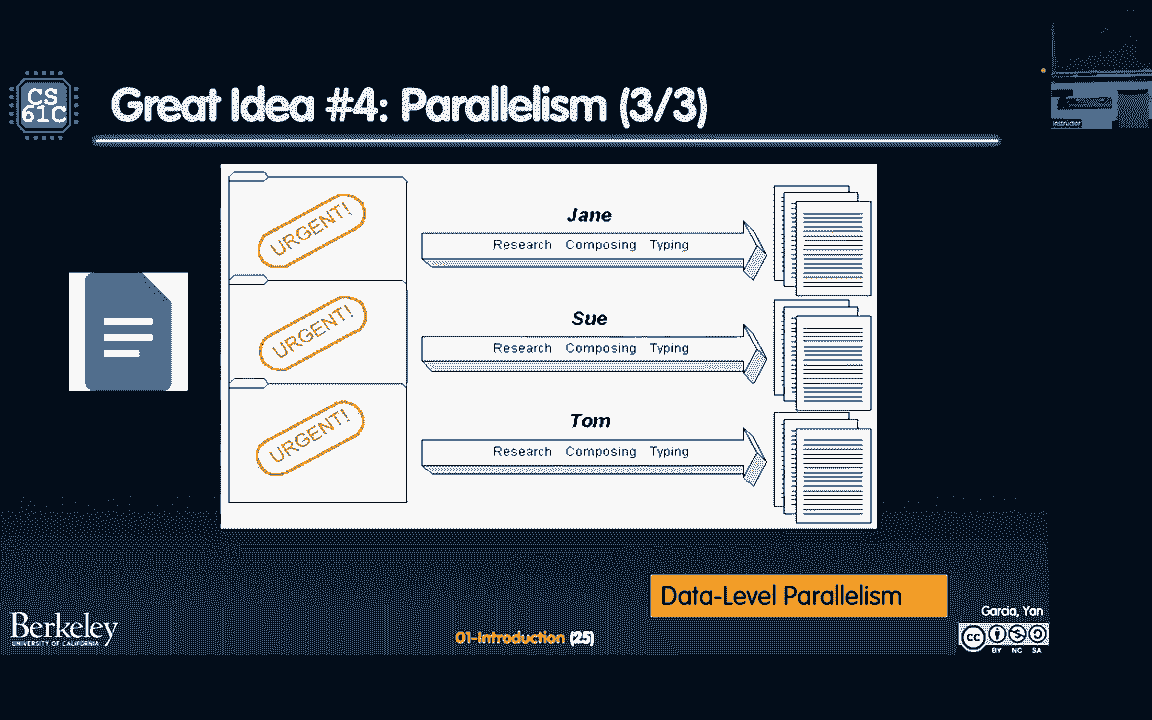 CS
61C
Great Idea #4: Parallelism (3/3)
Instructor
URGENT!
Jane
Research Composing Typing
URGENT!
Sue
Research Composing Typing
URGENT!
Tom
Research Composing Typing
Data-Level Parallelism
Garcia, Yan
Berkeley
UNIVERSITY OF CALIFORNIA
01-Introduction (25)
cc
BY NC SA